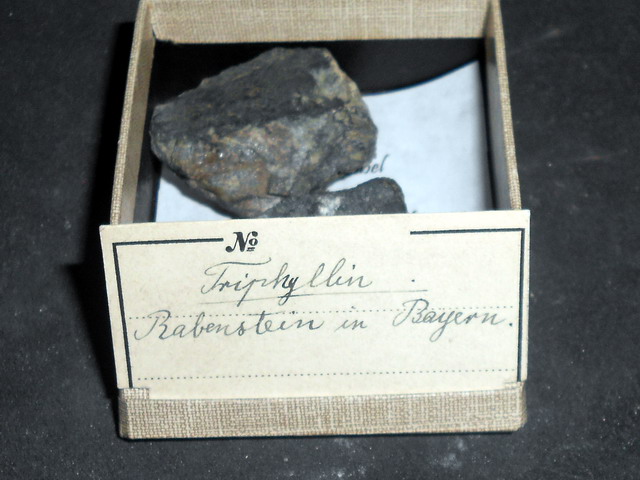 No
Triphyllin .
Rabenstein in Bayern.